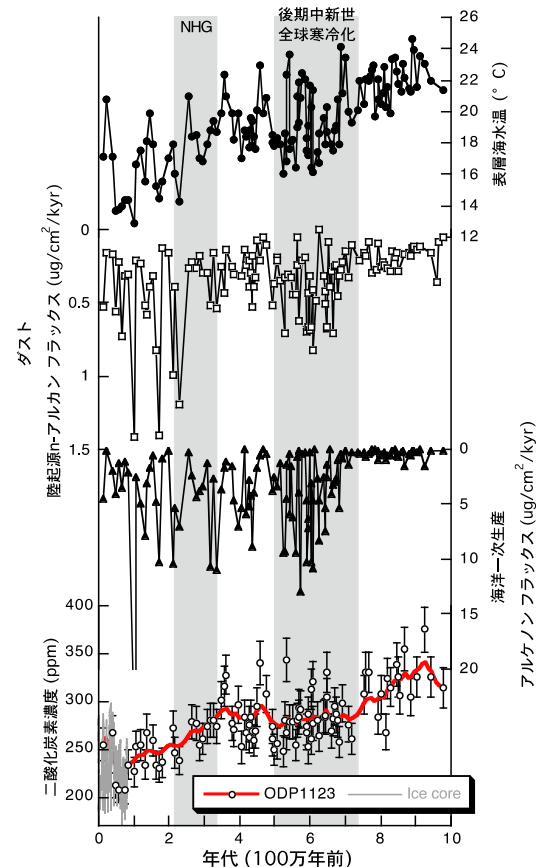 後期中新世
全球寒冷化
NHG
26
24
22
20
18
16
14
12
表層海水温 (°C)
0
0.5
1
1.5
ダスト
陸起源n-アルカン フラックス (ug/cm²/kyr)
0
5
10
15
20
海洋一次生産
アルケノン フラックス (ug/cm²/kyr)
400
350
300
250
200
二酸化炭素濃度 (ppm)
ODP1123
Ice core
0
2
4
6
8
10
年代 (100万年前)